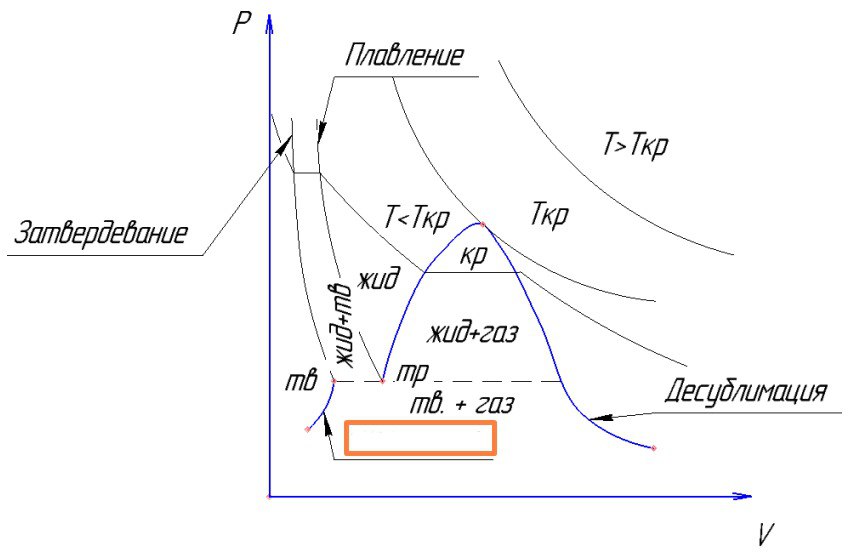 P
Плавление
T>Tкр
Затвердевание
T<Tкр
Tкр
кр
жид
жид+тв
жид+газ
тв
тр
тв. + газ
Десублимация
V